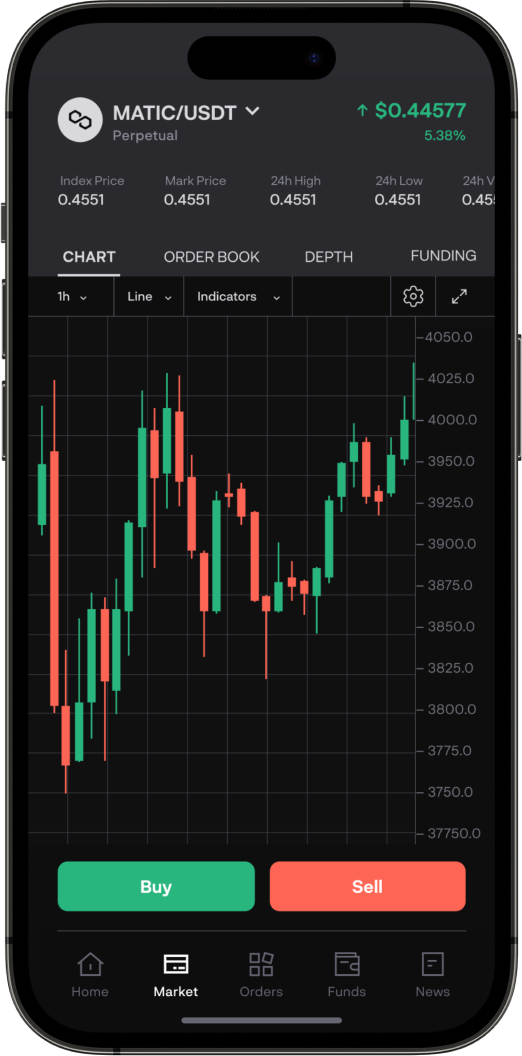 MATIC/USDT
$0.44577
Perpetual
5.38%
Index Price Mark Price 24h High 24h Low 24h V
0.4551 0.4551 0.4551 0.4551 0.455
CHART ORDER BOOK DEPTH FUNDING
1h Line Indicators
4050.0
4025.0
4000.0
3950.0
3925.0
3900.0
3875.0
3850.0
3825.0
3800.0
3775.0
3750.0
37750.0
Buy Sell
Home Market Orders Funds News